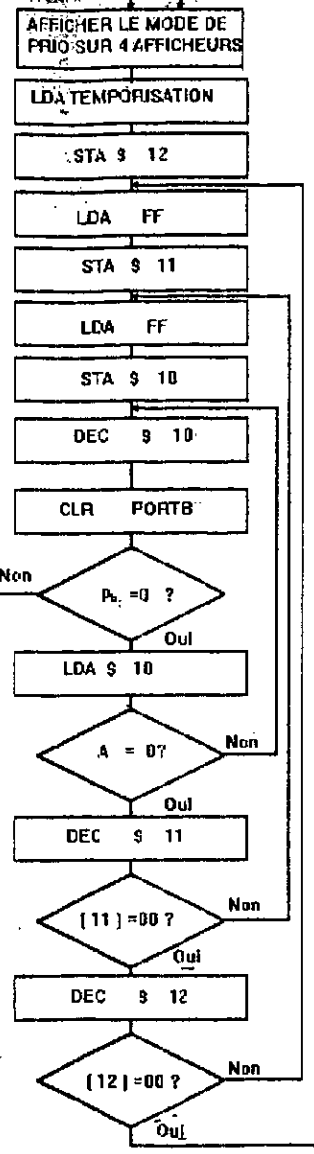 AFFICHER LE MODE DE
PRIO SUR 4 AFFICHEURS
LDA TEMPORISATION
STA $ 12
LDA FF
STA $ 11
LDA FF
STA $ 10
DEC $ 10
CLR PORTB
Non
=0 ?
Oui
LDA $ 10
A = 0?
Non
Oui
DEC $ 11
[11]=00 ?
Non
Oui
DEC $ 12
[12]=00 ?
Non
Oui